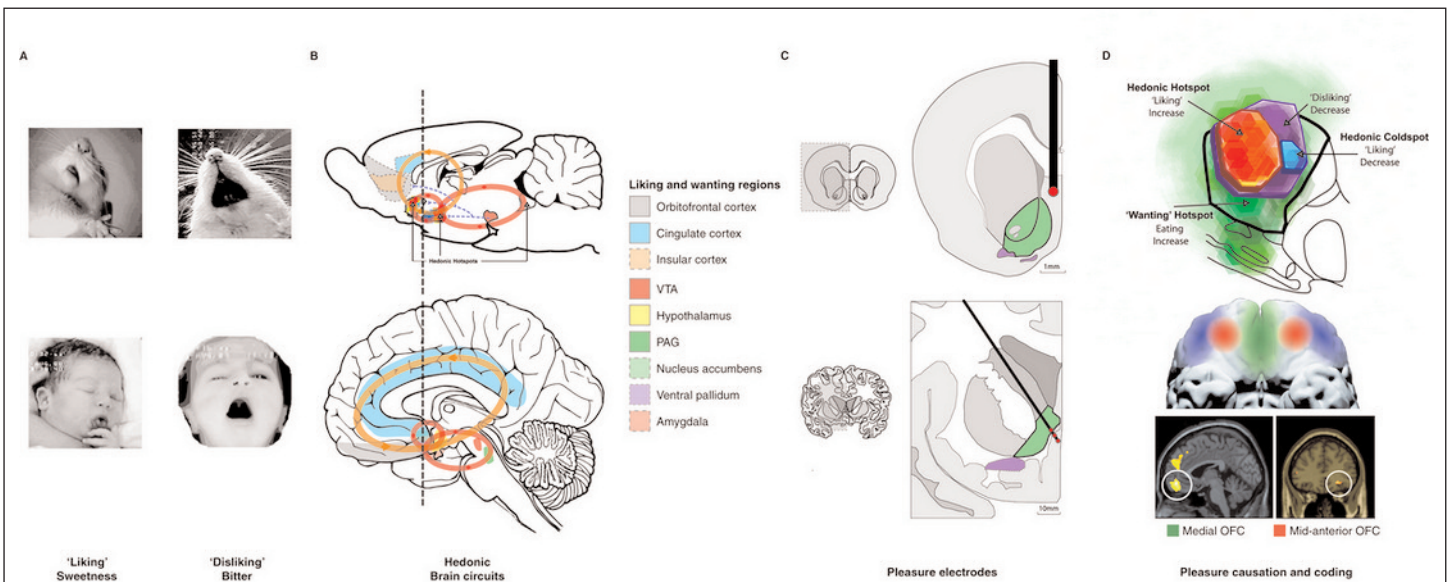 A
B
C
D
Hedonic Hotspots
Liking and wanting regions
Orbitofrontal cortex
Cingulate cortex
Insular cortex
VTA
Hypothalamus
PAG
Nucleus accumbens
Ventral pallidum
Amygdala
1mm
10mm
Hedonic Hotspot
'Liking'
Increase
'Disliking'
Decrease
Hedonic Coldspot
'Liking'
Decrease
'Wanting' Hotspot
Eating
Increase
Medial OFC
Mid-anterior OFC
'Liking'
Sweetness
'Disliking'
Bitter
Hedonic
Brain circuits
Pleasure electrodes
Pleasure causation and coding